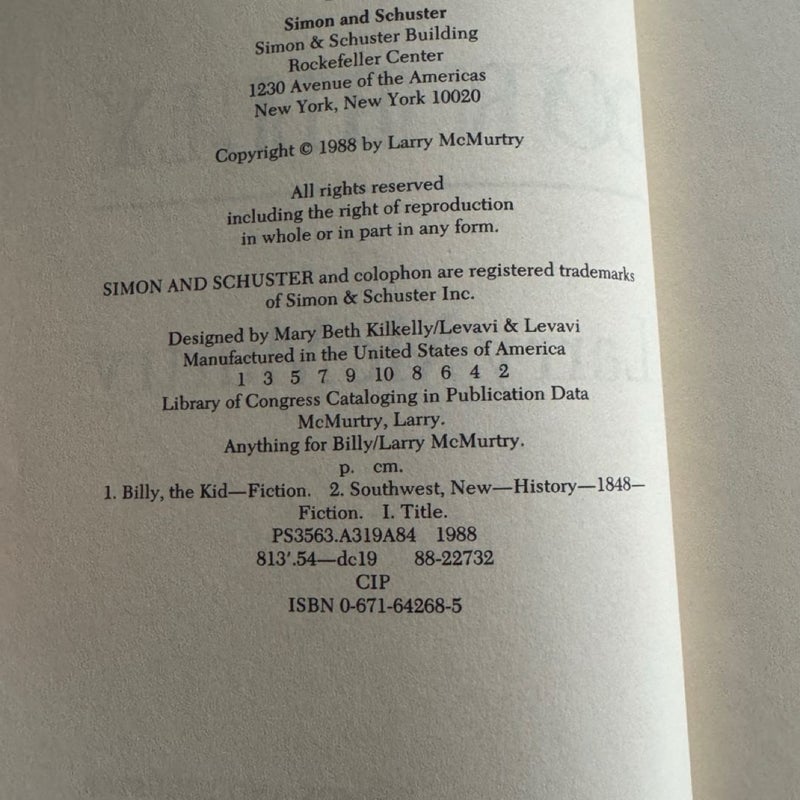 Simon and Schuster
Simon & Schuster Building
Rockefeller Center
1230 Avenue of the Americas
New York, New York 10020
Copyright © 1988 by Larry McMurtry
All rights reserved
including the right of reproduction
in whole or in part in any form.
SIMON AND SCHUSTER and colophon are registered trademarks
of Simon & Schuster Inc.
Designed by Mary Beth Kilkelly/Levavi & Levavi
Manufactured in the United States of America
1 3 5 7 9 10 8 6 4 2
Library of Congress Cataloging in Publication Data
McMurtry, Larry.
Anything for Billy/Larry McMurtry.
p. cm.
1. Billy, the Kid—Fiction. 2. Southwest, New—History—1848–
Fiction. I. Title.
PS3563.A319A84 1988
813'.54—dc19 88-22732
CIP
ISBN 0-671-64268-5